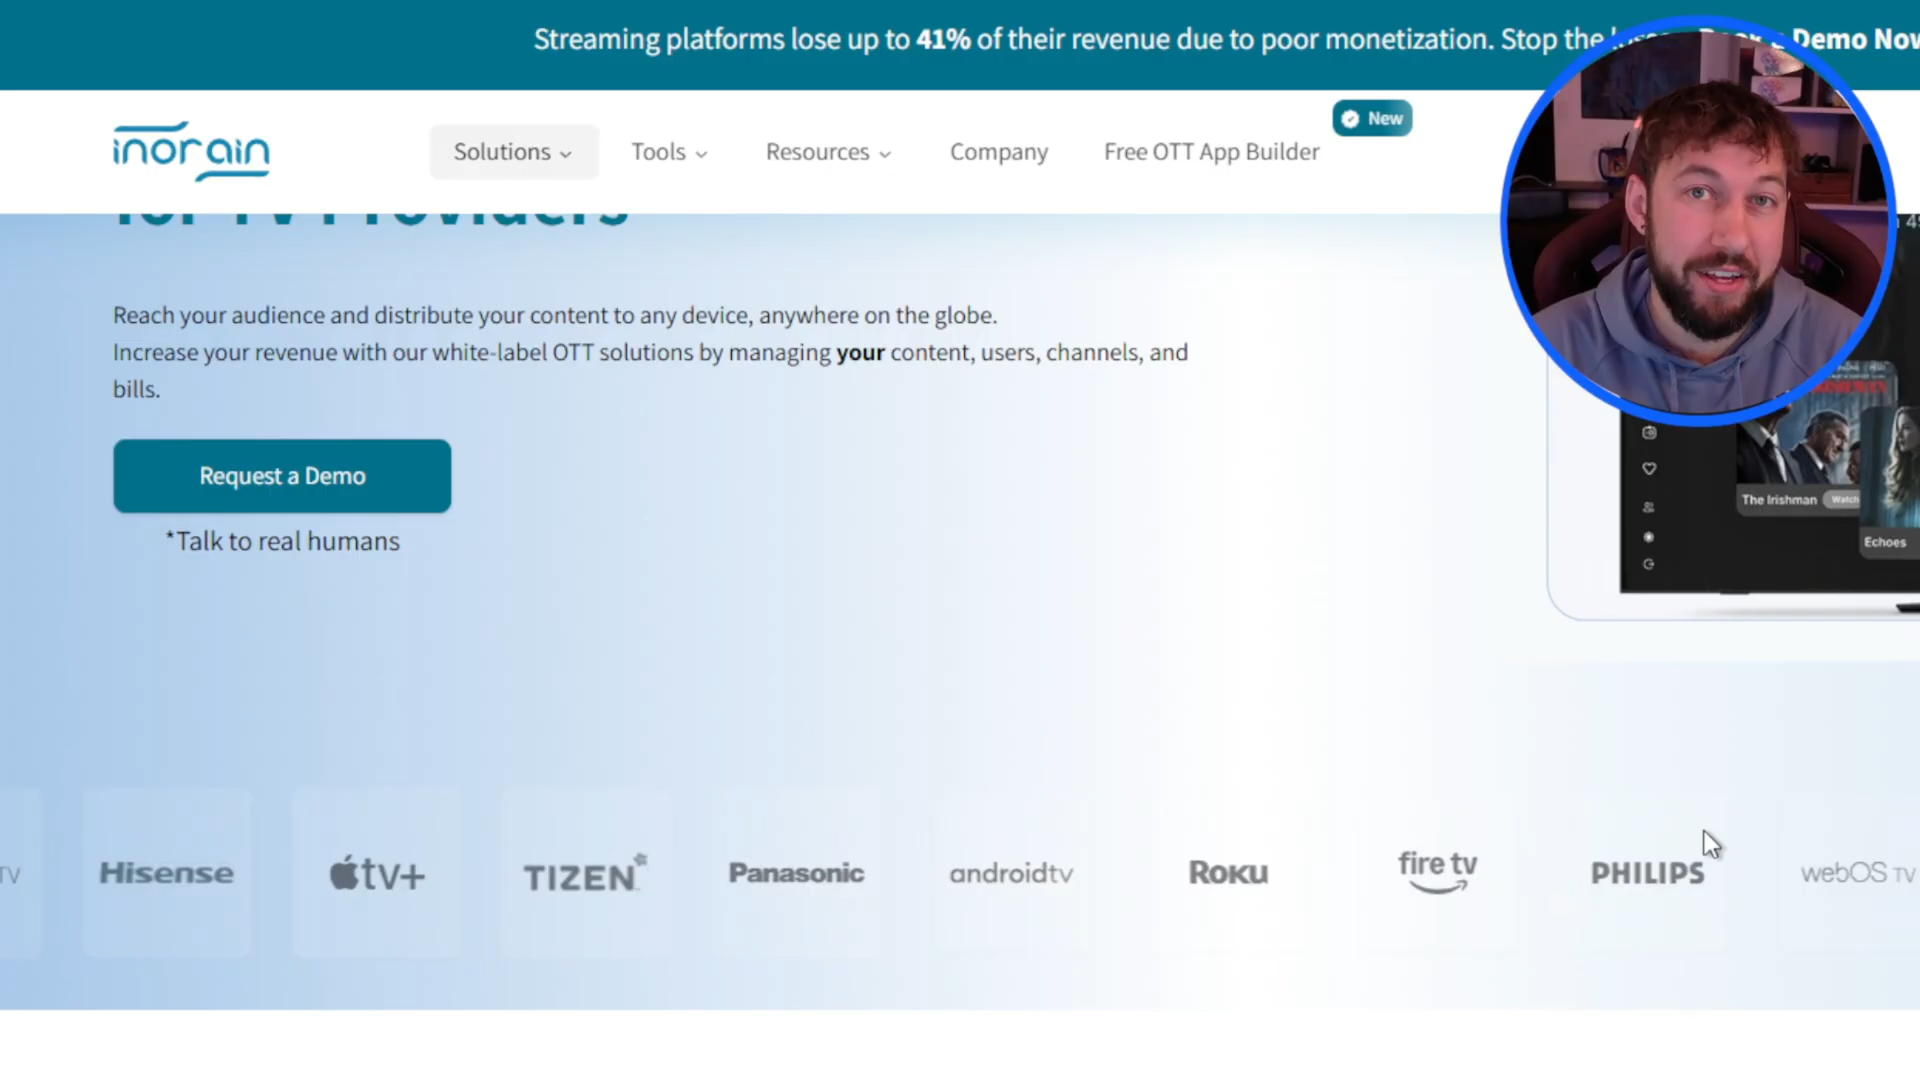 Streaming platforms lose up to 41% of their revenue due to poor monetization. Stop the
Demo Now
inorain
Solutions
Tools
Resources
Company
Free OTT App Builder
New
for TV Providers
Reach your audience and distribute your content to any device, anywhere on the globe.
Increase your revenue with our white-label OTT solutions by managing your content, users, channels, and
bills.
Request a Demo
*Talk to real humans
The Irishman
Watch
Echoes
TV
Hisense
tv+
TIZEN
Panasonic
androidtv
ROKU
fire tv
PHILIPS
webOS TV